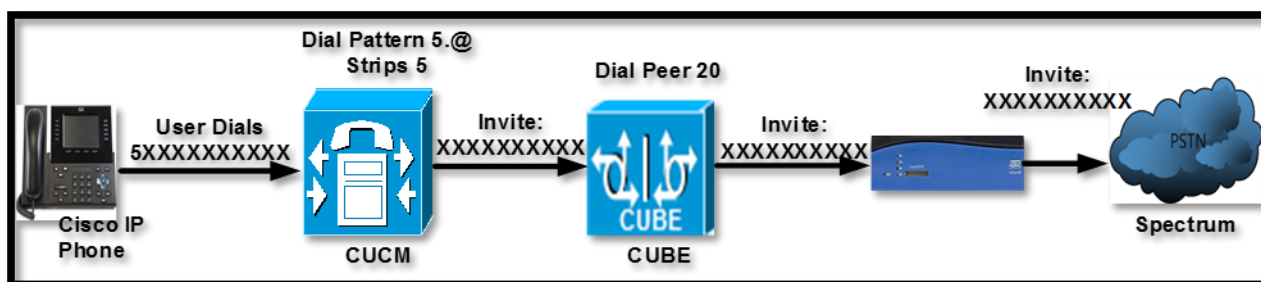 Dial Pattern 5.@
Strips 5
Dial Peer 20
Invite:
XXXXXXXXXX
User Dials
5XXXXXXXXXX
Invite:
XXXXXXXXXX
Invite:
XXXXXXXXXX
PSTN
CUBE
Cisco IP
Phone
CUCM
CUBE
Spectrum